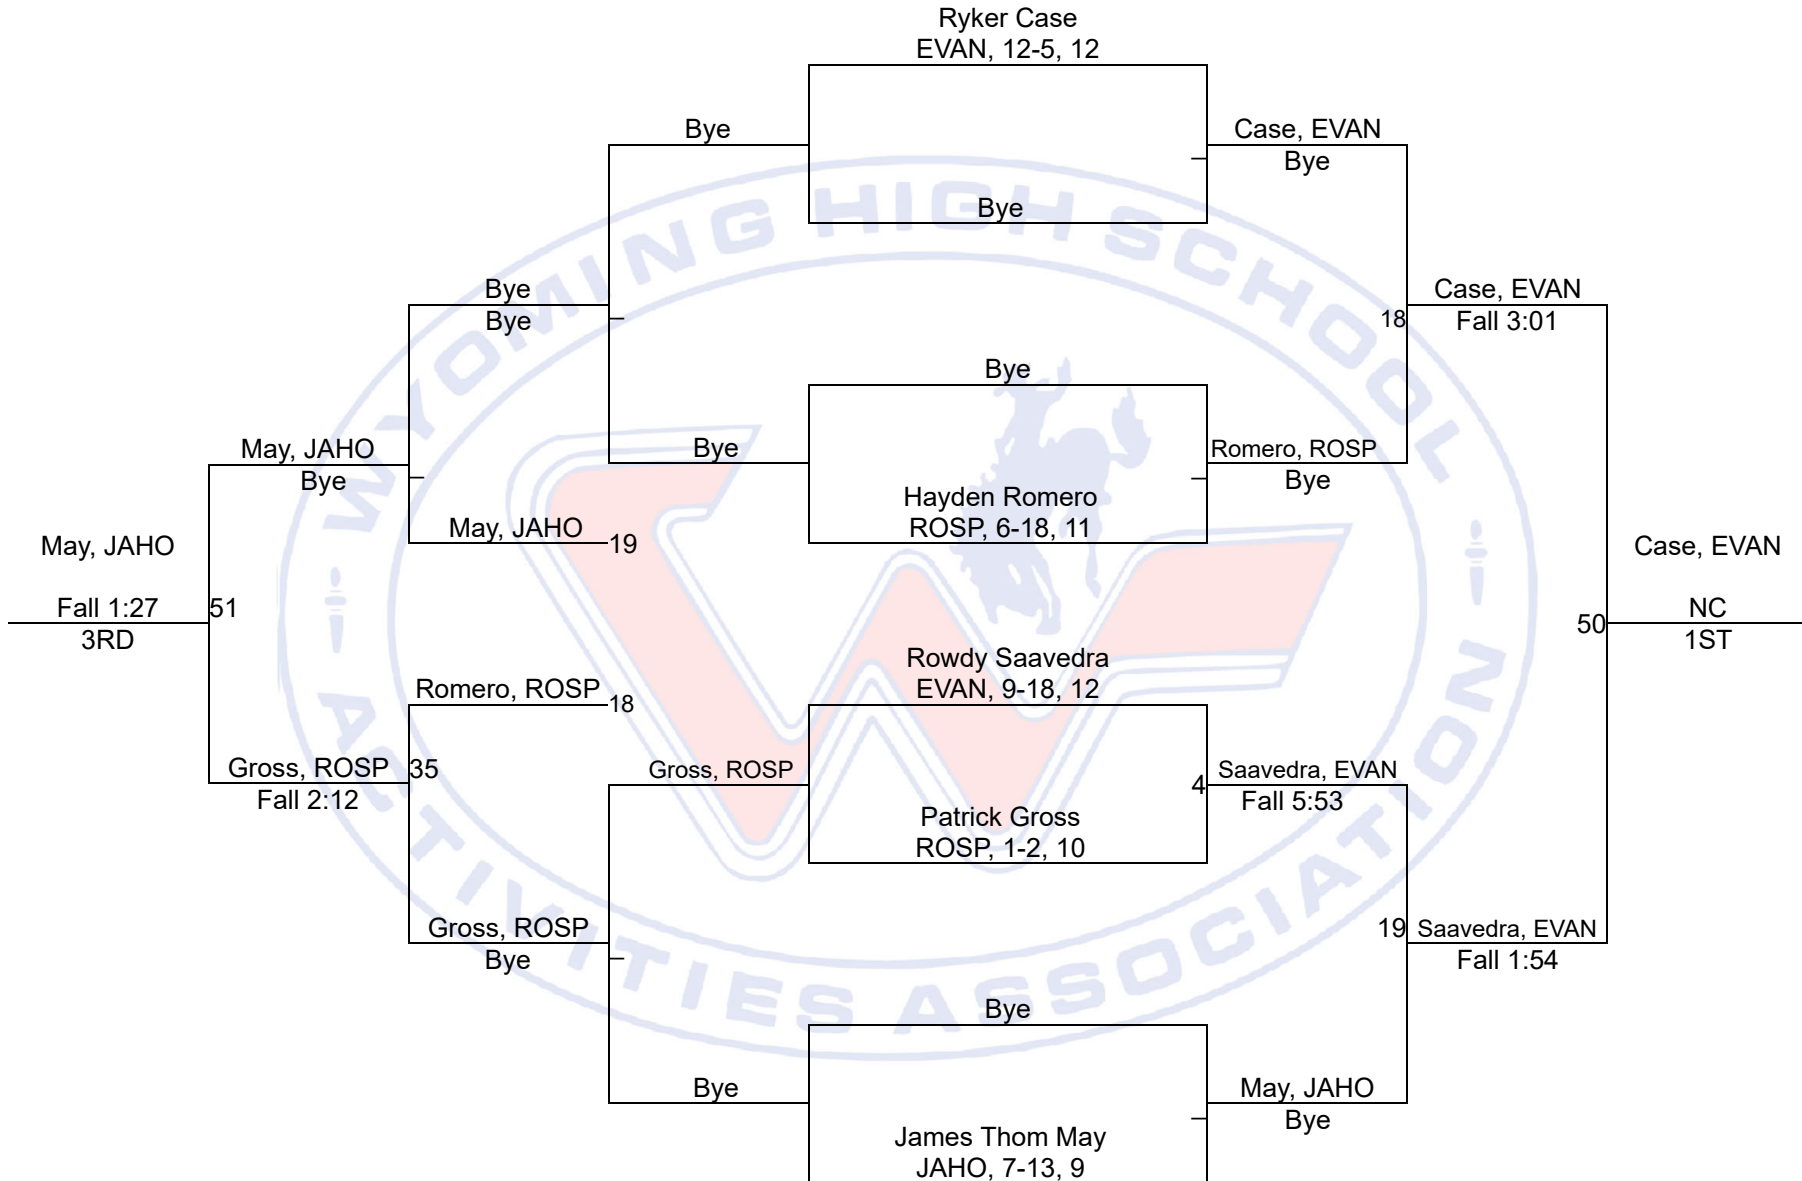 Ryker Case
EVAN, 12-5, 12
Bye
Case, EVAN
Bye
Bye
Bye
Bye
Case, EVAN
18
Fall 3:01
Bye
May, JAHO
Bye
Bye
Romero, ROSP
Bye
Hayden Romero
ROSP, 6-18, 11
May, JAHO
19
May, JAHO
Case, EVAN
Fall 1:27
51
3RD
50
NC
1ST
Rowdy Saavedra
EVAN, 9-18, 12
Romero, ROSP
18
Gross, ROSP
35
Fall 2:12
Gross, ROSP
4
Saavedra, EVAN
Fall 5:53
Patrick Gross
ROSP, 1-2, 10
Gross, ROSP
Bye
19
Saavedra, EVAN
Fall 1:54
Bye
Bye
May, JAHO
Bye
James Thom May
JAHO, 7-13, 9
WYOMING HIGH SCHOOL
ACTIVITIES ASSOCIATION
W